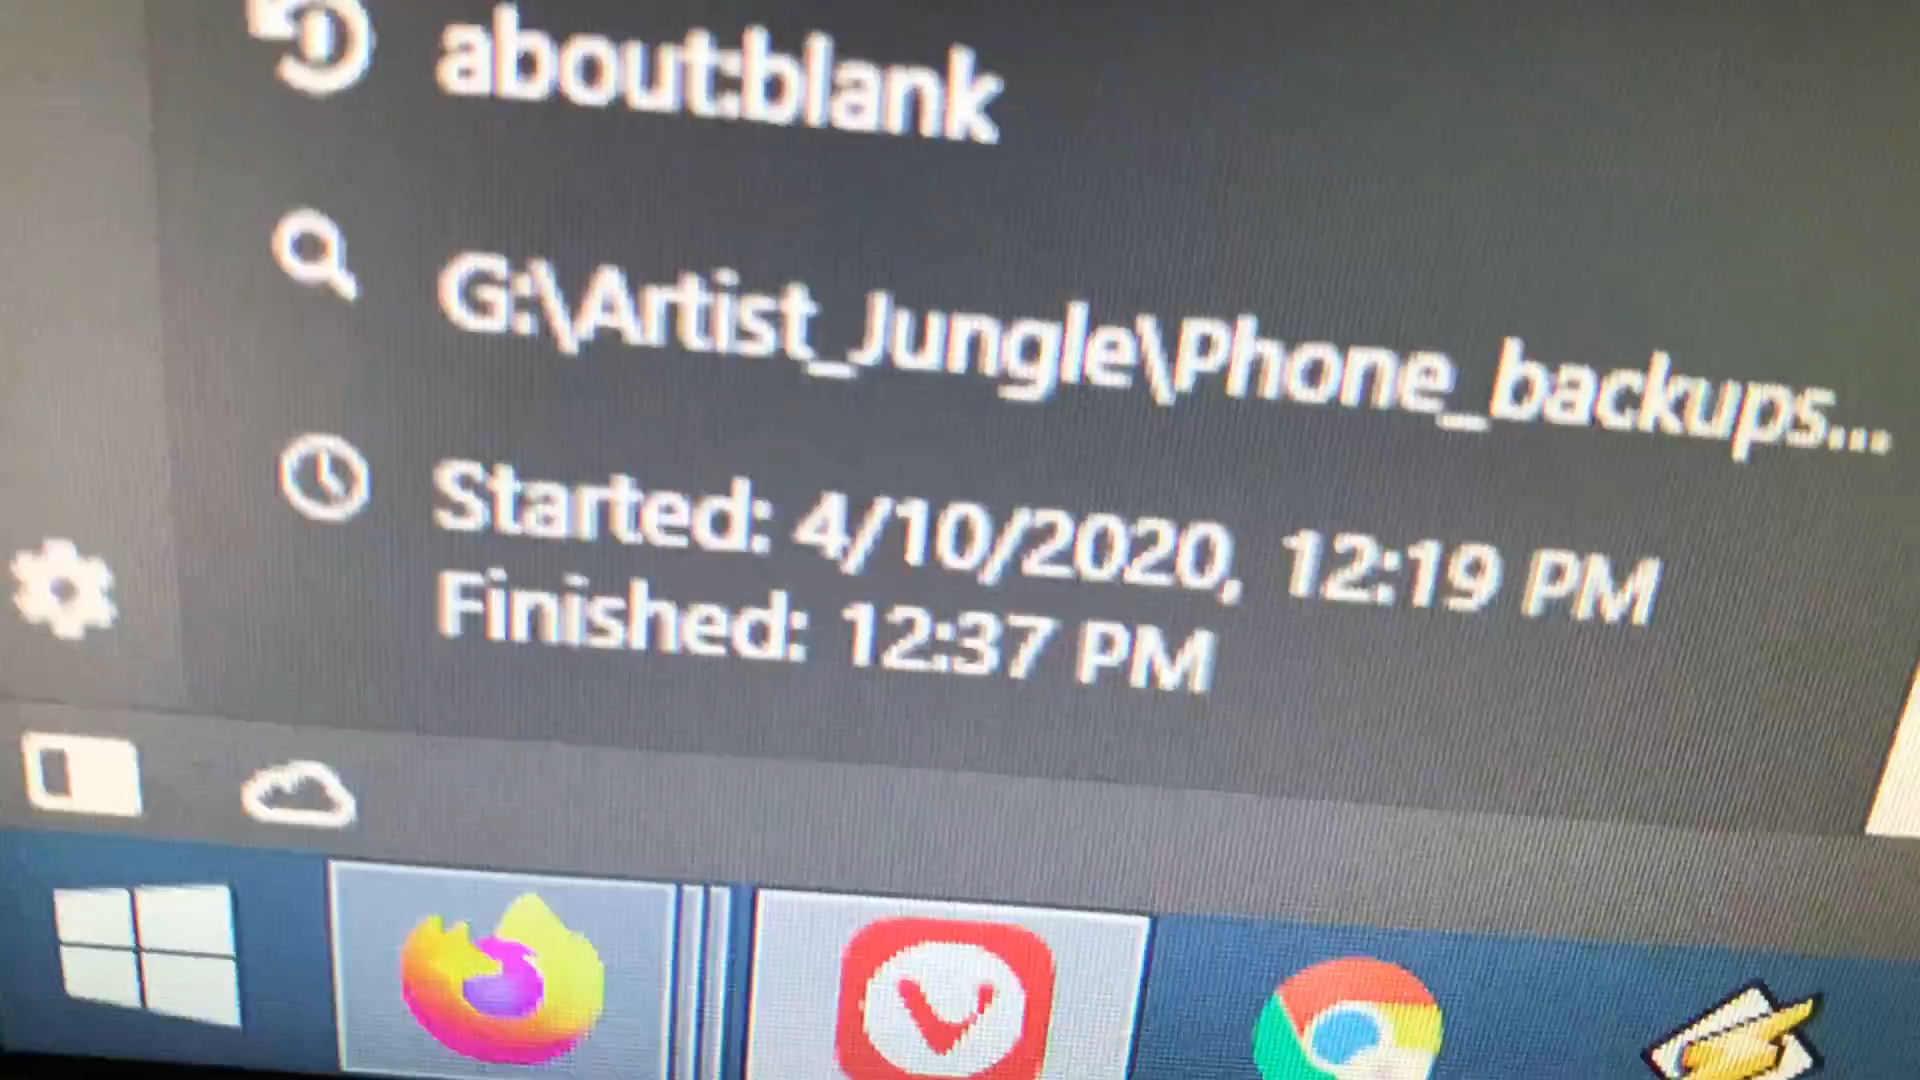 about:blank
G:\Artist_Jungle\Phone_backups...
Started: 4/10/2020, 12:19 PM
Finished: 12:37 PM